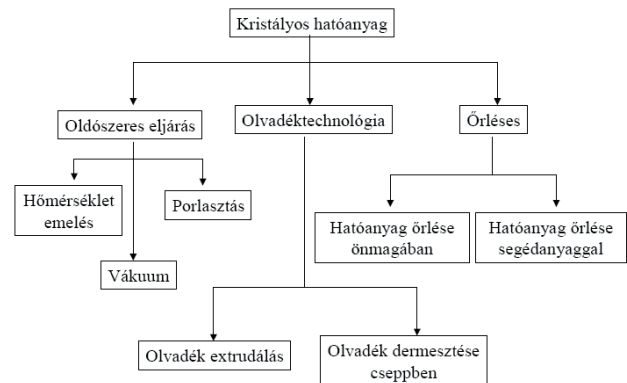 Kristályos hatóanyag
Oldószeres eljárás
Olvadéktechnológia
Őrléses
Hőmérséklet
emelés
Porlasztás
Vákuum
Hatóanyag őrlése
önmagában
Hatóanyag őrlése
segédanyaggal
Olvadék extrudálás
Olvadék dermesztése
cseppben